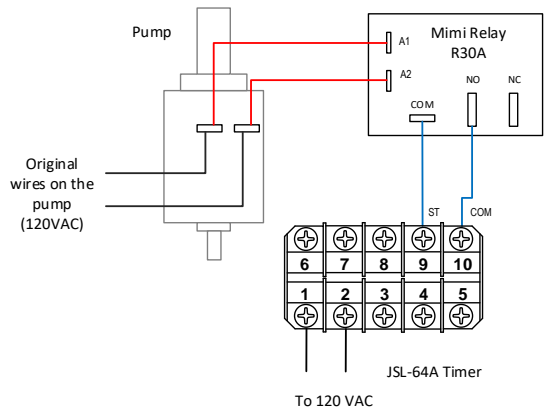 Pump
Mimi Relay
R30A
A1
A2
NO
NC
COM
Original
wires on the
pump
(120VAC)
ST
COM
6
7
8
9
10
1
2
3
4
5
JSL-64A Timer
To 120 VAC